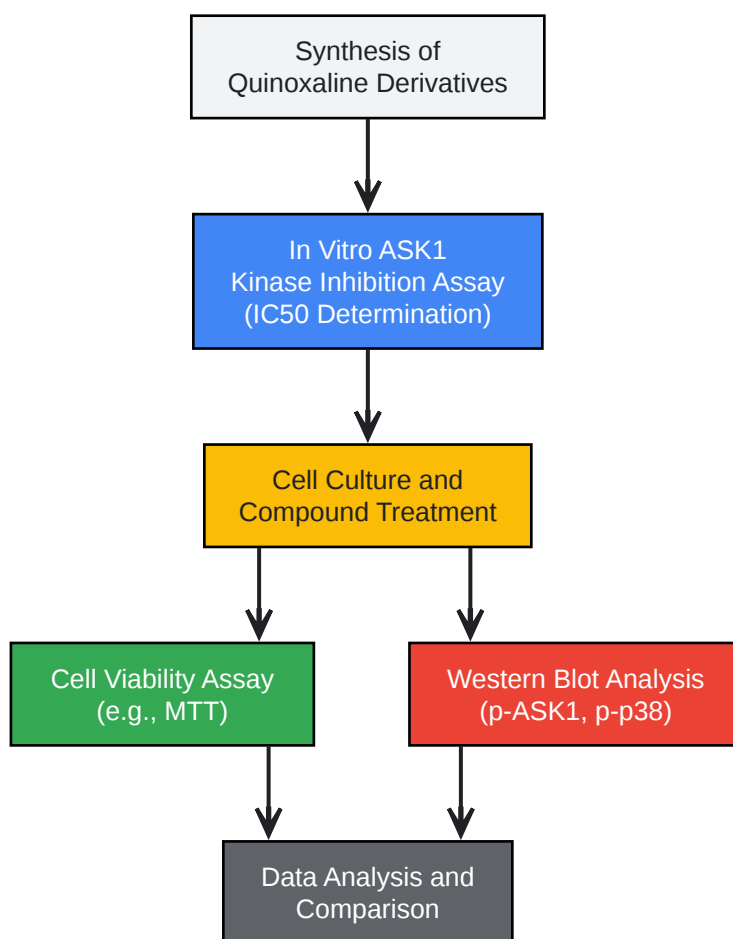 Synthesis of
Quinoxaline Derivatives
In Vitro ASK1
Kinase Inhibition Assay
(IC50 Determination)
Cell Culture and
Compound Treatment
Cell Viability Assay
(e.g., MTT)
Western Blot Analysis
(p-ASK1, p-p38)
Data Analysis and
Comparison